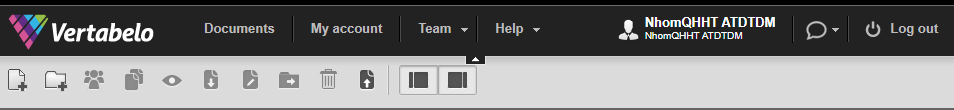 Vertabelo
Documents
My account
Team
Help
NhomQHHT ATDTDM
NhomQHHT ATDTDM
Log out